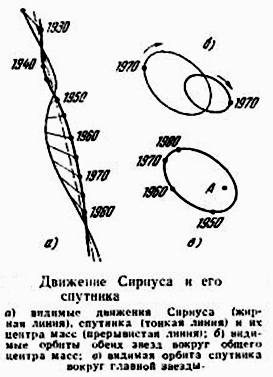 1930
1940
1950
1960
1970
1980
а)
б)
1970
1970
1980
1970
1960
A
1950
в)
Движение Сириуса и его
спутника
а) видимые движения Сириуса (жир-
ная линия), спутника (тонкая линия) и их
центра масс (прерывистая линия); б) види-
мые орбиты обеих звезд вокруг общего
центра масс; в) видимая орбита спутника
вокруг главной звезды.